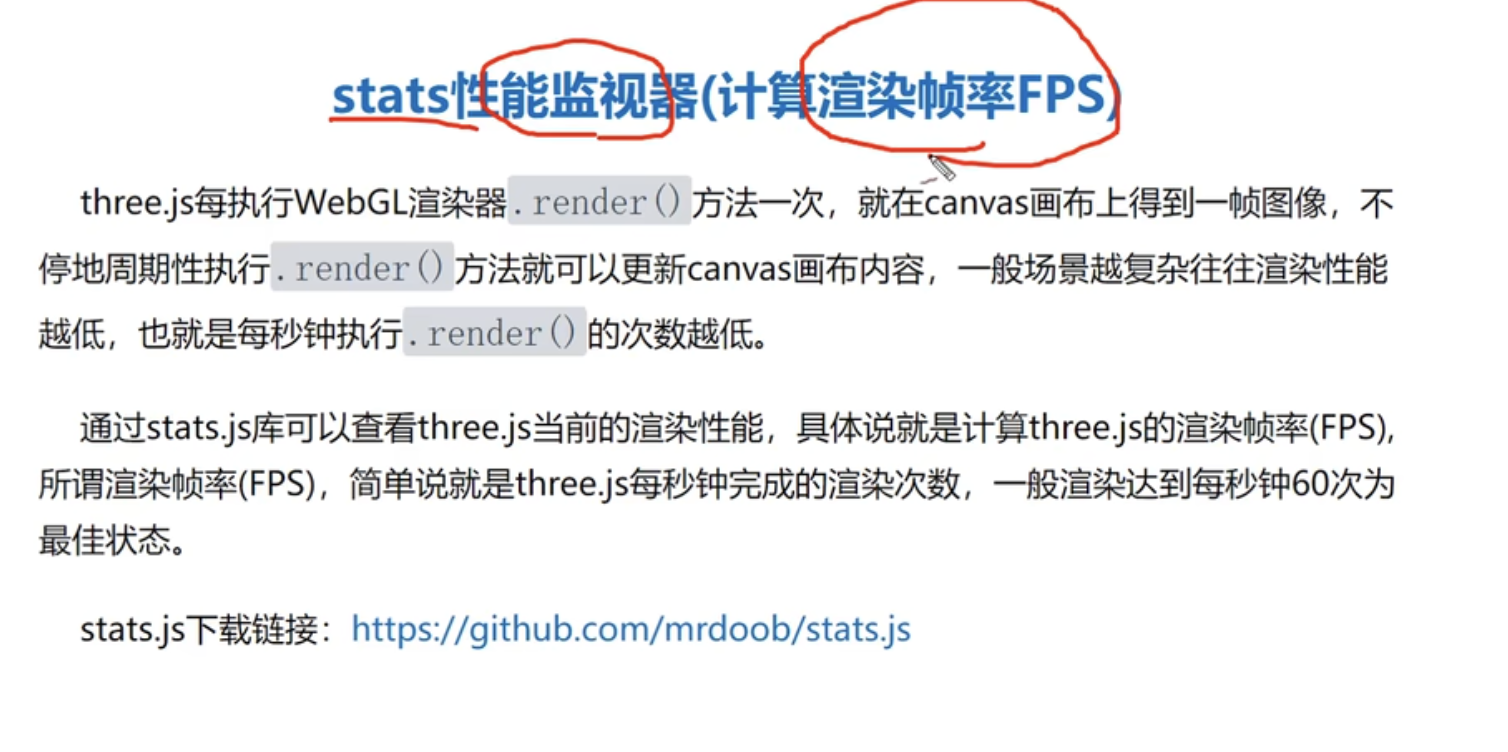 stats性能监视器(计算渲染帧率FPS)
three.js每执行WebGL渲染器.render()方法一次，就在canvas画布上得到一帧图像，不
停地周期性执行.render()方法就可以更新canvas画布内容，一般场景越复杂往往渲染性能
越低，也就是每秒钟执行.render()的次数越低。
通过stats.js库可以查看three.js当前的渲染性能，具体说就是计算three.js的渲染帧率(FPS),
所谓渲染帧率(FPS)，简单说就是three.js每秒钟完成的渲染次数，一般渲染达到每秒钟60次为
最佳状态。
stats.js下载链接：https://github.com/mrdoob/stats.js